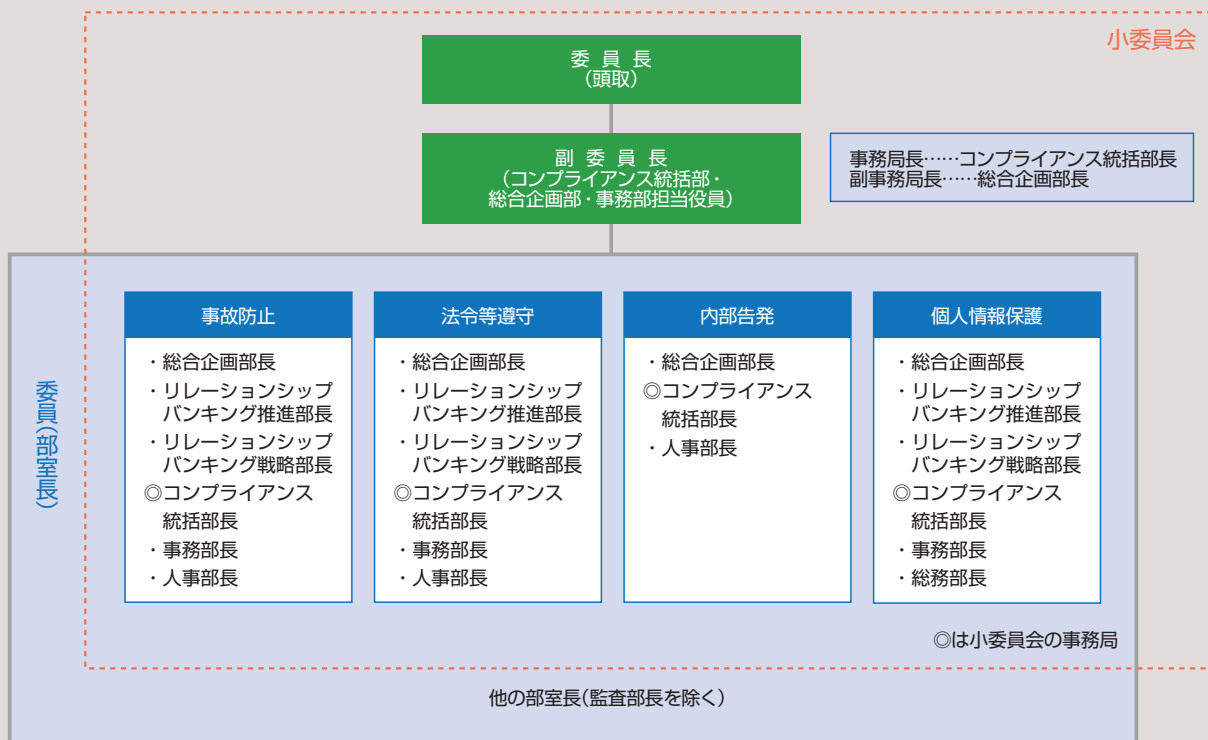 小委員会
委 員 長
（頭取）
副 委 員 長
（コンプライアンス統括部・
総合企画部・事務部担当役員）
事務局長……コンプライアンス統括部長
副事務局長……総合企画部長
委員（部室長）
事故防止
・総合企画部長
・リレーションシップ
バンキング推進部長
・リレーションシップ
バンキング戦略部長
◎コンプライアンス
統括部長
・事務部長
・人事部長
法令等遵守
・総合企画部長
・リレーションシップ
バンキング推進部長
・リレーションシップ
バンキング戦略部長
◎コンプライアンス
統括部長
・事務部長
・人事部長
内部告発
・総合企画部長
◎コンプライアンス
統括部長
・人事部長
個人情報保護
・総合企画部長
・リレーションシップ
バンキング推進部長
・リレーションシップ
バンキング戦略部長
◎コンプライアンス
統括部長
・事務部長
・総務部長
◎は小委員会の事務局
他の部室長（監査部長を除く）